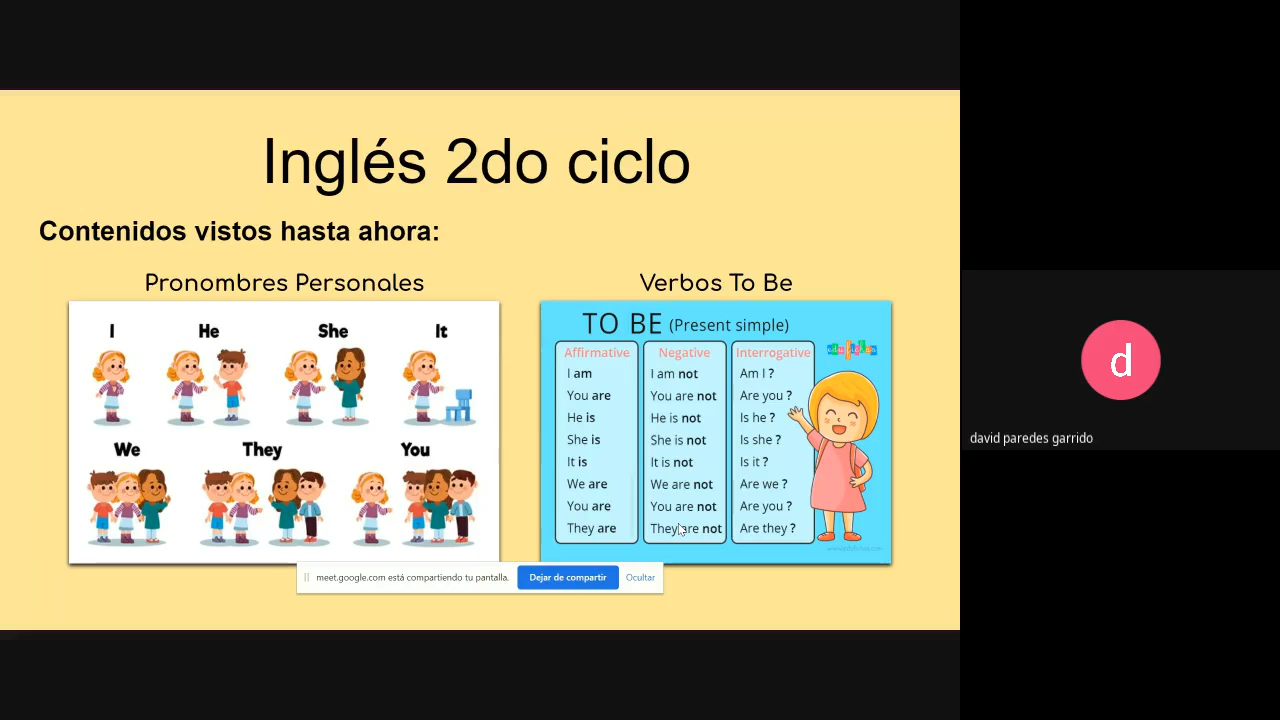 Inglés 2do ciclo
Contenidos vistos hasta ahora:
Pronombres Personales
I He She It
We They You
Verbos To Be
TO BE (Present simple)
Affirmative Negative Interrogative
I am I am not Am I ?
You are You are not Are you ?
He is He is not Is he ?
She is She is not Is she ?
It is It is not Is it ?
We are We are not Are we ?
You are You are not Are you ?
They are They are not Are they ?
meet.google.com está compartiendo tu pantalla. Dejar de compartir Ocultar
d
david paredes garrido